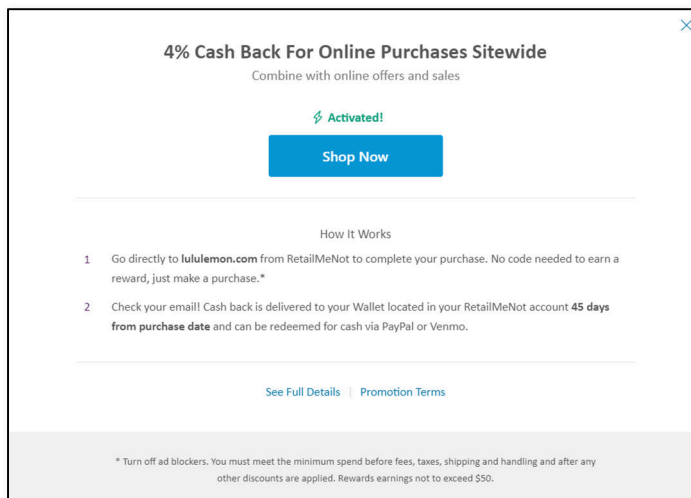 4% Cash Back For Online Purchases Sitewide
Combine with online offers and sales
Activated!
Shop Now
How It Works
1 Go directly to lululemon.com from RetailMeNot to complete your purchase. No code needed to earn a
reward, just make a purchase.*
2 Check your email! Cash back is delivered to your Wallet located in your RetailMeNot account 45 days
from purchase date and can be redeemed for cash via PayPal or Venmo.
See Full Details | Promotion Terms
* Turn off ad blockers. You must meet the minimum spend before fees, taxes, shipping and handling and after any
other discounts are applied. Rewards earnings not to exceed $50.